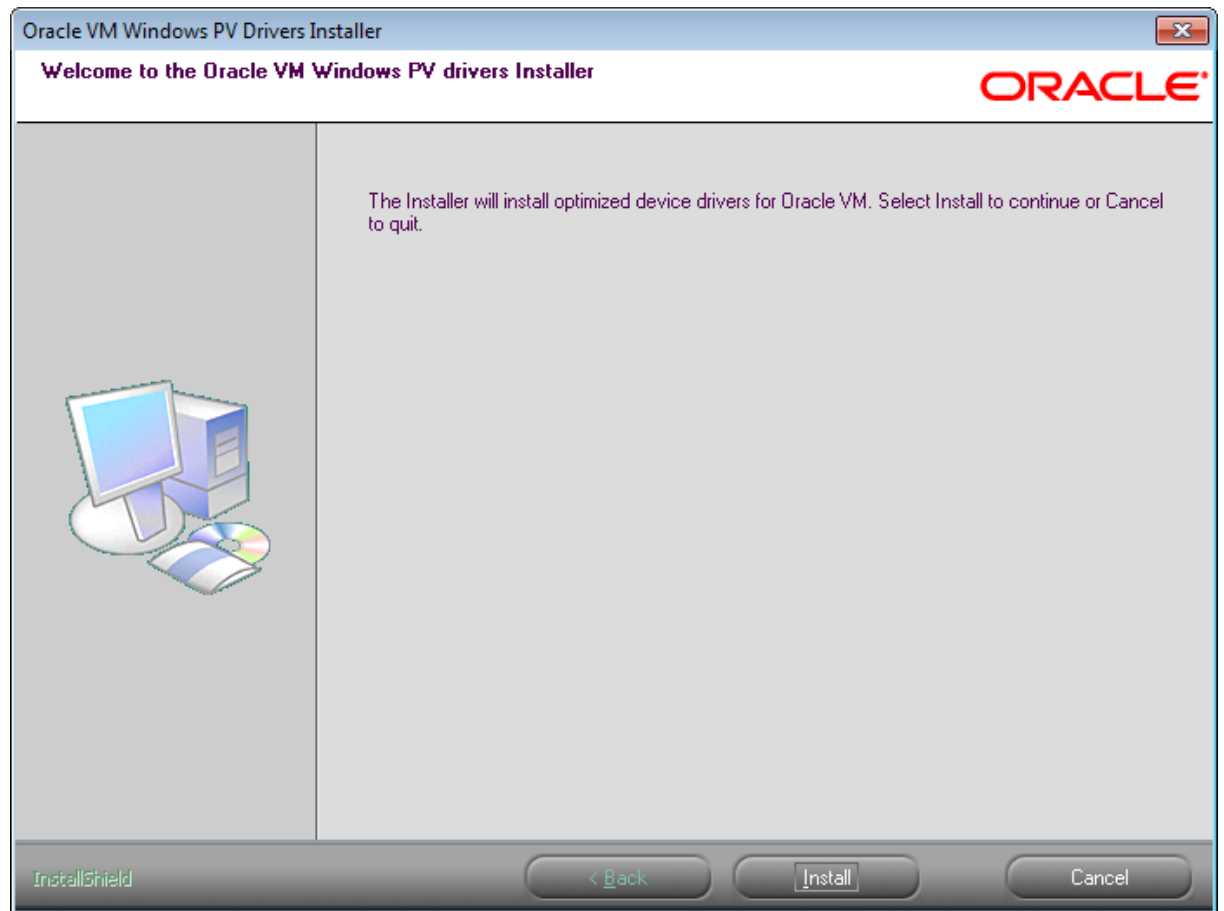 Oracle VM Windows PV Drivers Installer
Welcome to the Oracle VM Windows PV drivers Installer
ORACLE
The Installer will install optimized device drivers for Oracle VM. Select Install to continue or Cancel
to quit.
InstallShield
< Back
Install
Cancel